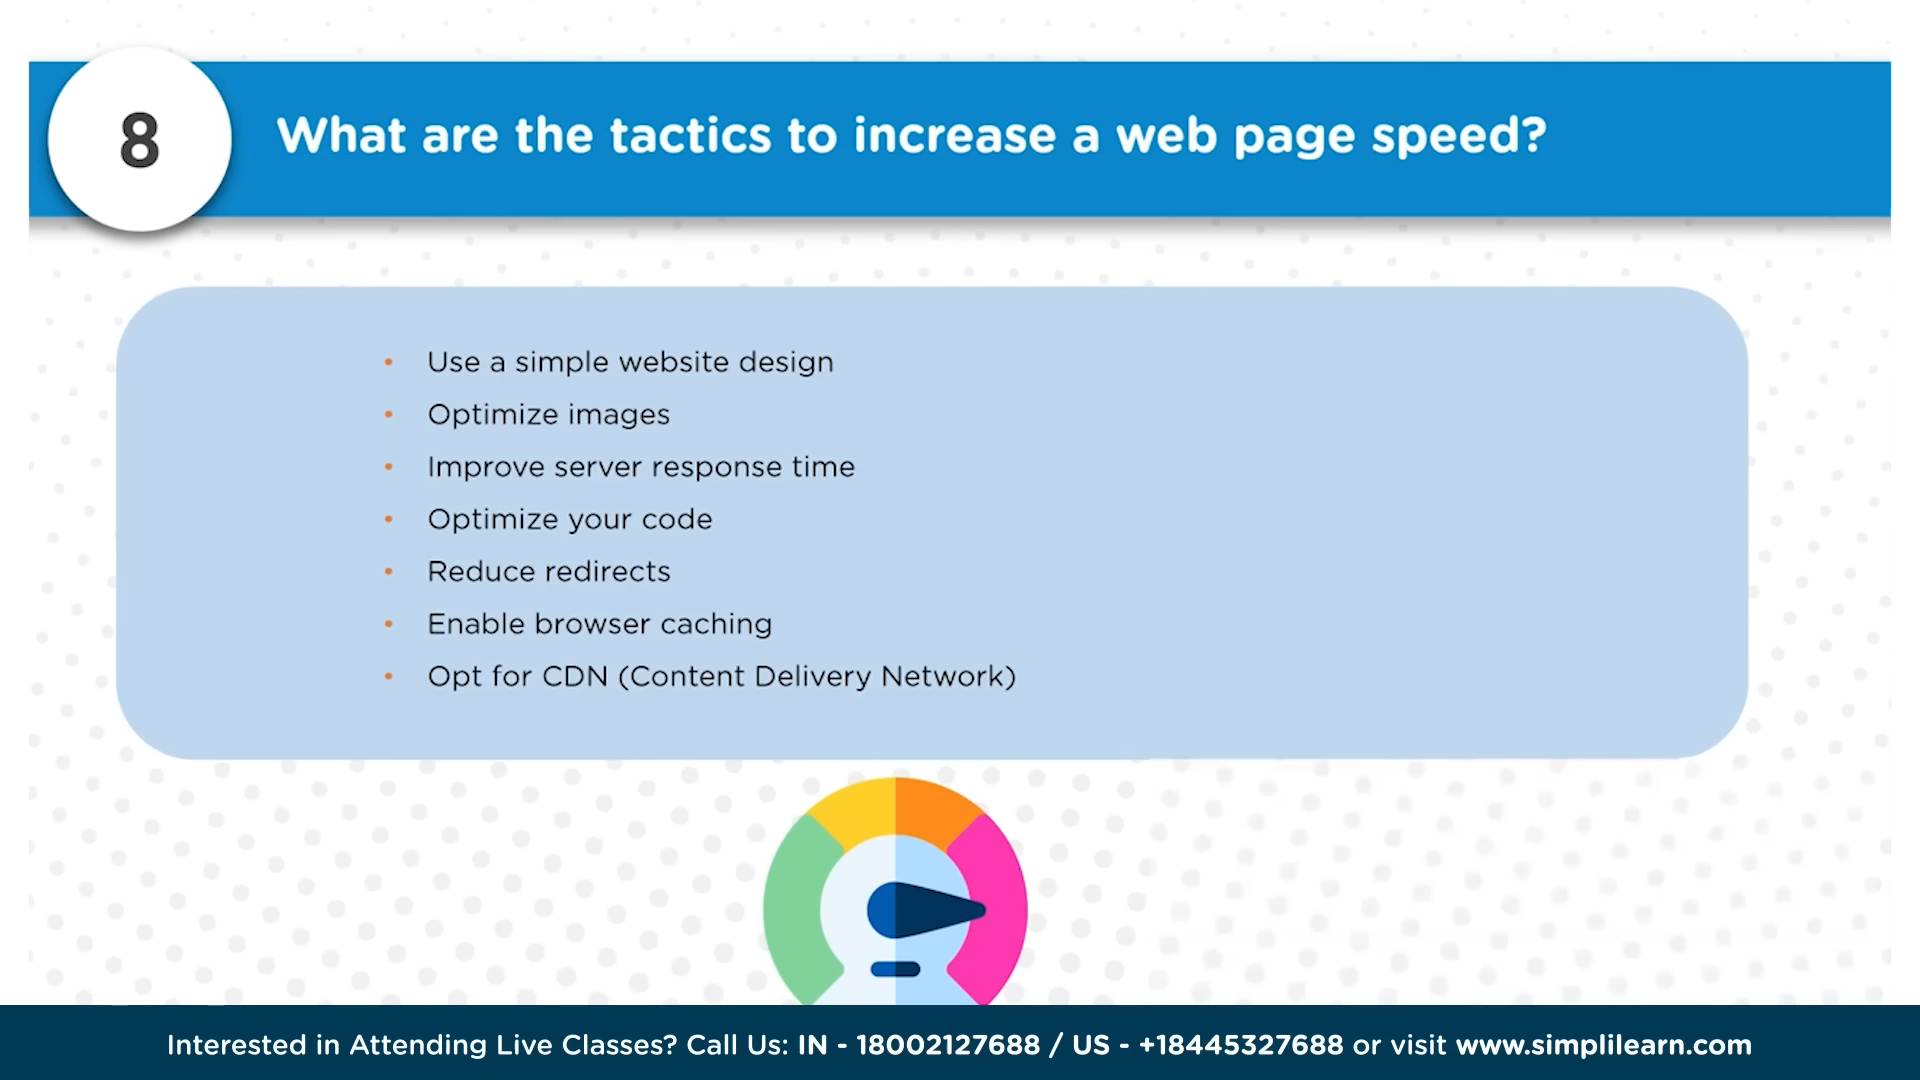 8
What are the tactics to increase a web page speed?
• Use a simple website design
• Optimize images
• Improve server response time
• Optimize your code
• Reduce redirects
• Enable browser caching
• Opt for CDN (Content Delivery Network)
Interested in Attending Live Classes? Call Us: IN - 18002127688 / US - +18445327688 or visit www.simplilearn.com